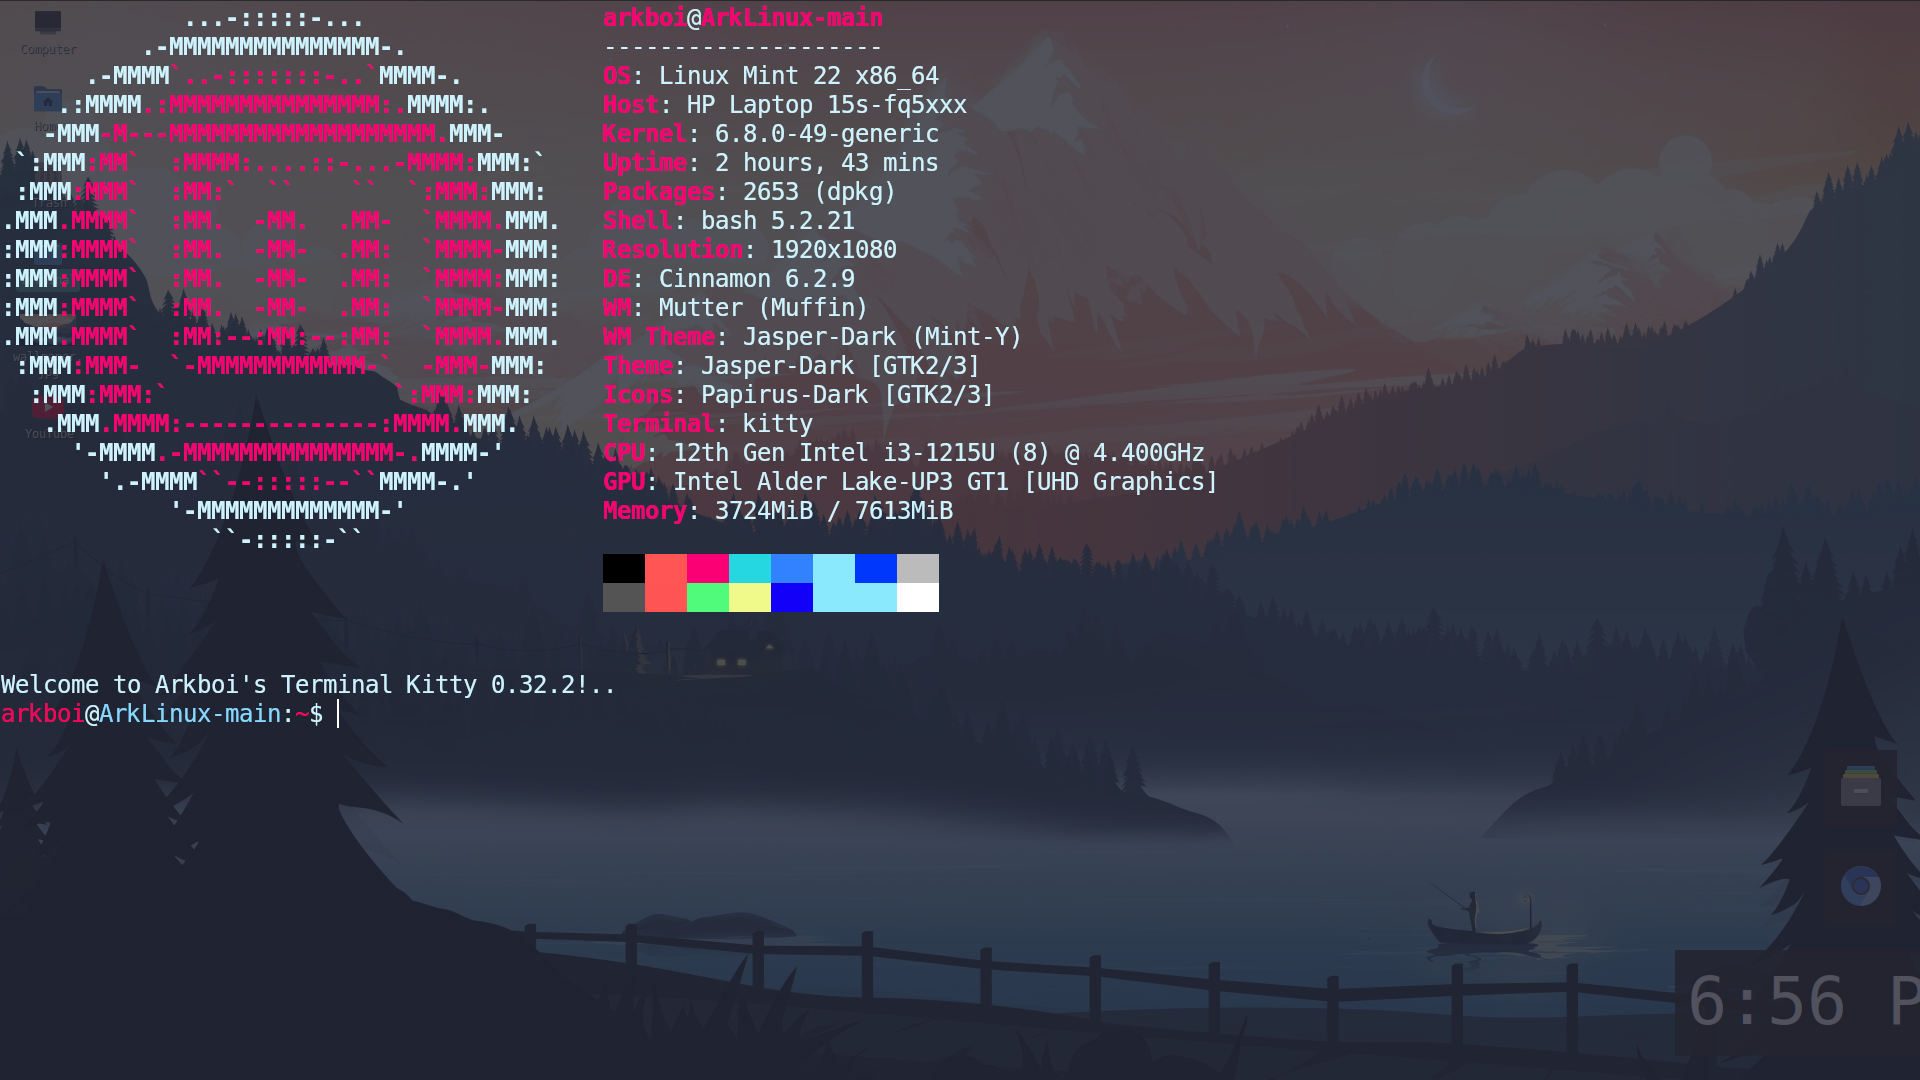 arkboi@ArkLinux-main
--------------------
OS: Linux Mint 22 x86_64
Host: HP Laptop 15s-fq5xxx
Kernel: 6.8.0-49-generic
Uptime: 2 hours, 43 mins
Packages: 2653 (dpkg)
Shell: bash 5.2.21
Resolution: 1920x1080
DE: Cinnamon 6.2.9
WM: Mutter (Muffin)
WM Theme: Jasper-Dark (Mint-Y)
Theme: Jasper-Dark [GTK2/3]
Icons: Papirus-Dark [GTK2/3]
Terminal: kitty
CPU: 12th Gen Intel i3-1215U (8) @ 4.400GHz
GPU: Intel Alder Lake-UP3 GT1 [UHD Graphics]
Memory: 3724MiB / 7613MiB
Welcome to Arkboi's Terminal Kitty 0.32.2!..
arkboi@ArkLinux-main:~$
Computer
Home
Trash
YouTube
6:56 P